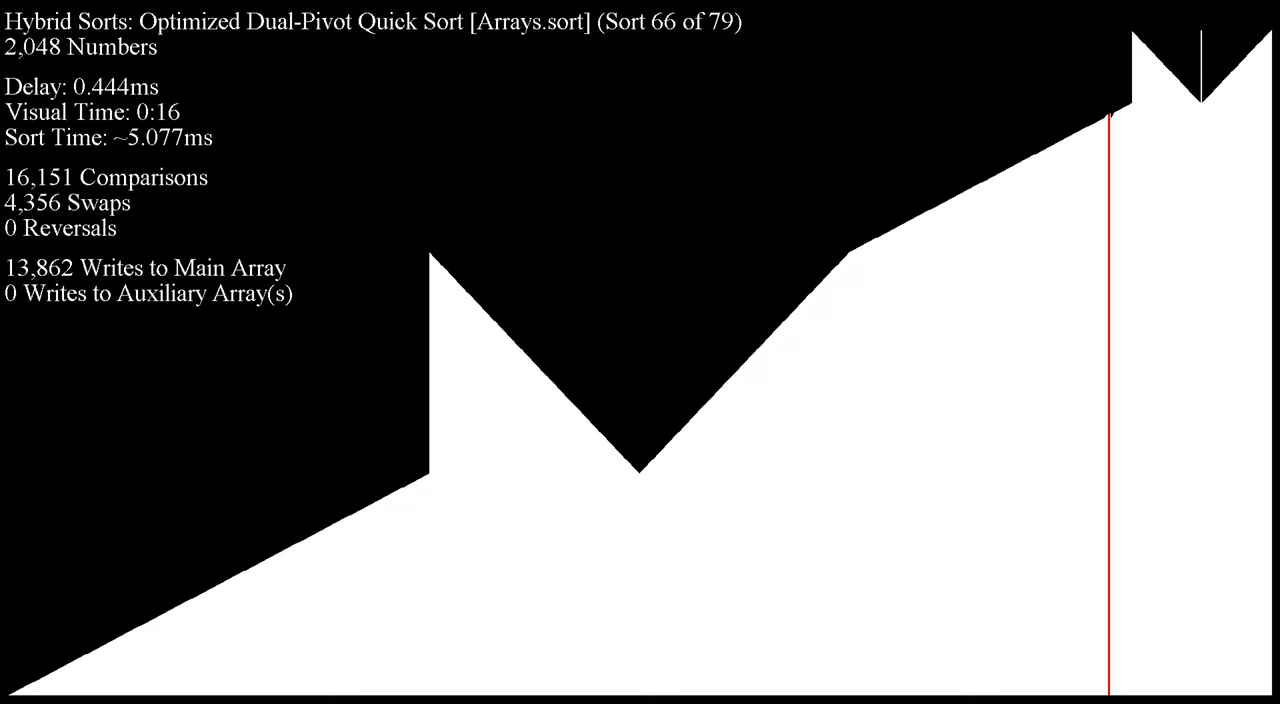 Hybrid Sorts: Optimized Dual-Pivot Quick Sort [Arrays.sort] (Sort 66 of 79)
2,048 Numbers
Delay: 0.444ms
Visual Time: 0:16
Sort Time: ~5.077ms
16,151 Comparisons
4,356 Swaps
0 Reversals
13,862 Writes to Main Array
0 Writes to Auxiliary Array(s)